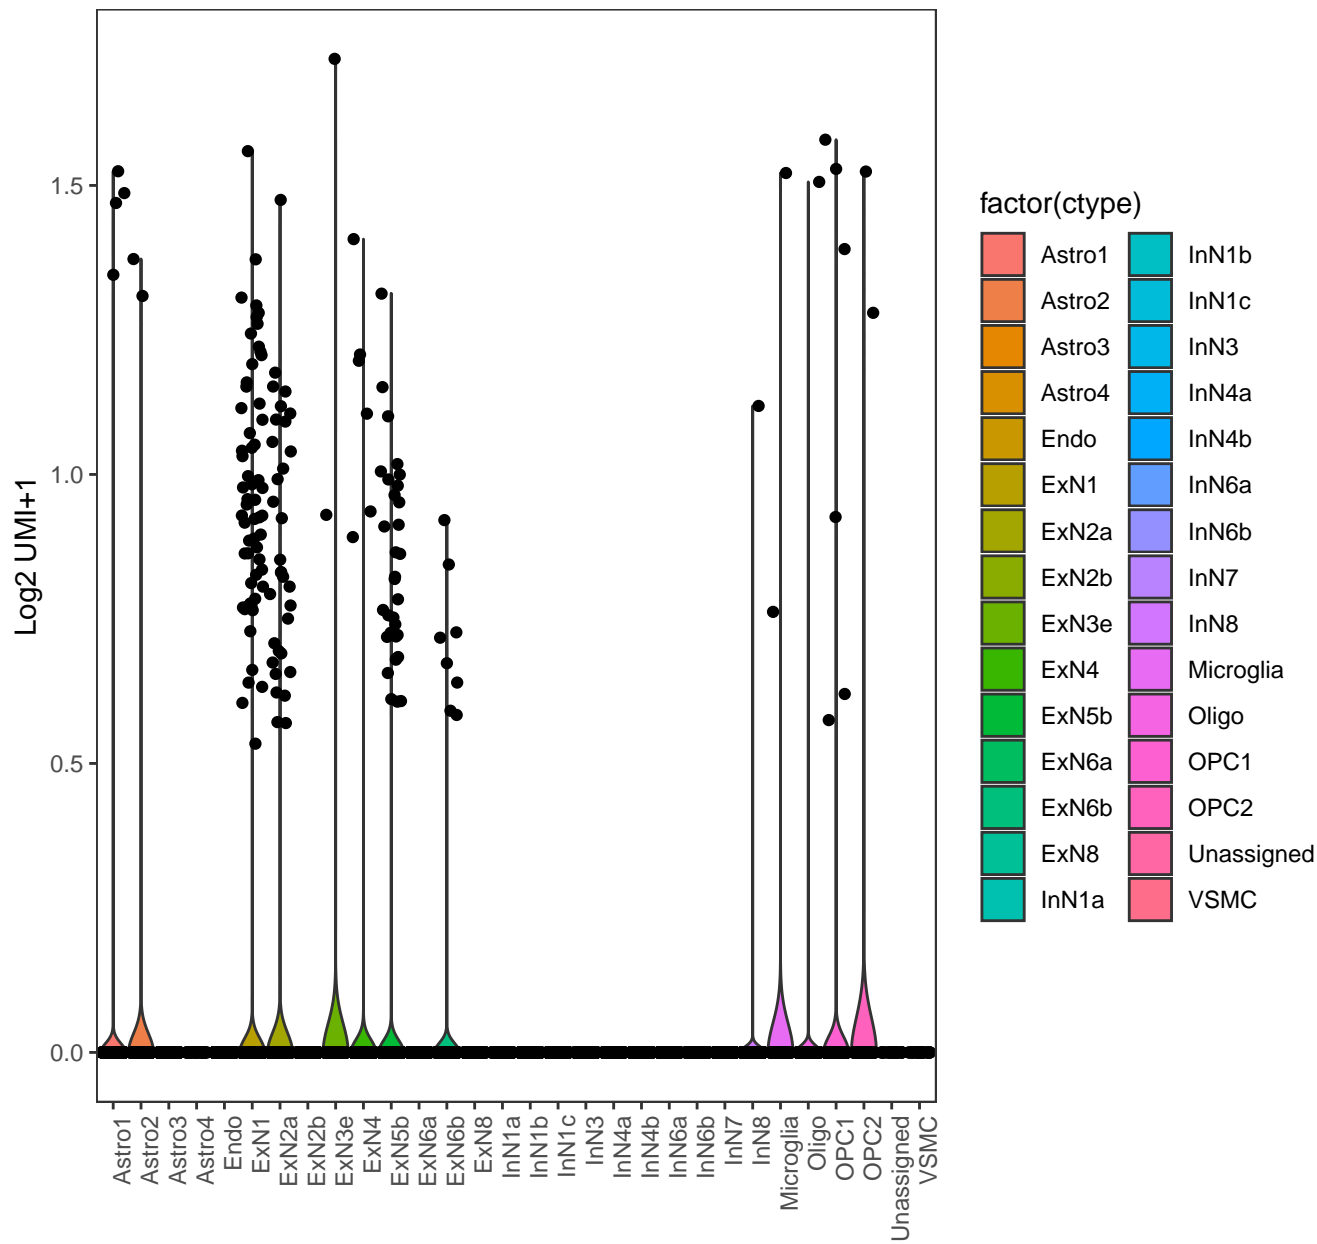 Log2 UMI+1
1.5
1.0
0.5
0.0
Astro1
Astro2
Astro3
Astro4
Endo
ExN1
ExN2a
ExN2b
ExN3e
ExN4
ExN5b
ExN6a
ExN6b
ExN8
InN1a
InN1b
InN1c
InN3
InN4a
InN4b
InN6a
InN6b
InN7
InN8
Microglia
Oligo
OPC1
OPC2
Unassigned
VSMC
factor(ctype)
Astro1
Astro2
Astro3
Astro4
Endo
ExN1
ExN2a
ExN2b
ExN3e
ExN4
ExN5b
ExN6a
ExN6b
ExN8
InN1a
InN1b
InN1c
InN3
InN4a
InN4b
InN6a
InN6b
InN7
InN8
Microglia
Oligo
OPC1
OPC2
Unassigned
VSMC